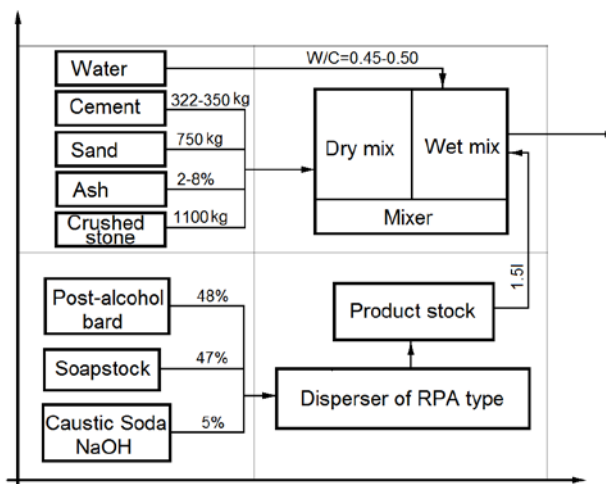 Water
W/C=0.45-0.50
Cement
322-350 kg
Sand
750 kg
Ash
2-8%
Crushed
stone
1100 kg
Dry mix
Wet mix
Mixer
Post-alcohol
bard
48%
Soapstock
47%
Caustic Soda
NaOH
5%
Product stock
1.5l
Disperser of RPA type